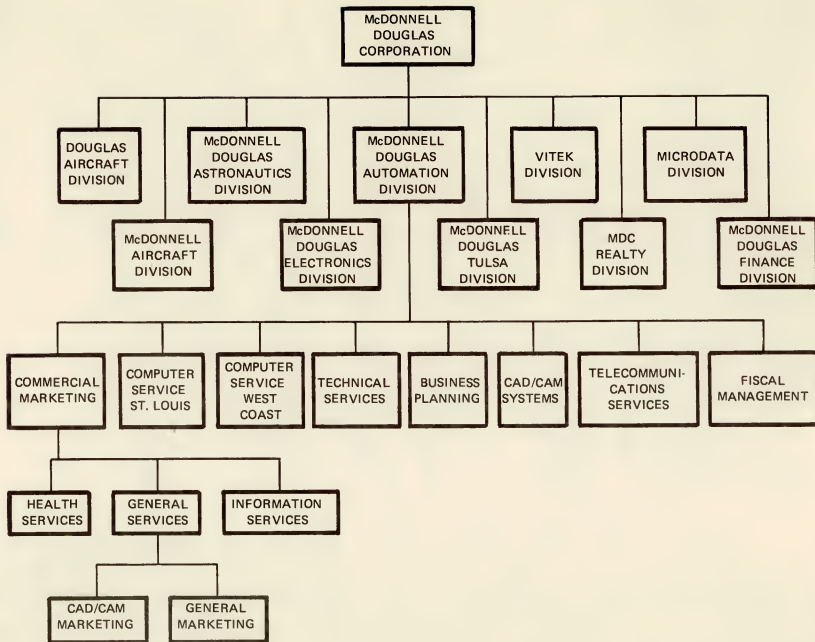 McDONNELL
DOUGLAS
CORPORATION
DOUGLAS
AIRCRAFT
DIVISION
McDONNELL
DOUGLAS
ASTRONAUTICS
DIVISION
McDONNELL
DOUGLAS
AUTOMATION
DIVISION
VITEK
DIVISION
MICRODATA
DIVISION
McDONNELL
AIRCRAFT
DIVISION
McDONNELL
DOUGLAS
ELECTRONICS
DIVISION
McDONNELL
DOUGLAS
TULSA
DIVISION
MDC
REALTY
DIVISION
McDONNELL
DOUGLAS
FINANCE
DIVISION
COMMERCIAL
MARKETING
COMPUTER
SERVICE
ST. LOUIS
COMPUTER
SERVICE
WEST
COAST
TECHNICAL
SERVICES
BUSINESS
PLANNING
CAD/CAM
SYSTEMS
TELECOMMUNI-
CATIONS
SERVICES
FISCAL
MANAGEMENT
HEALTH
SERVICES
GENERAL
SERVICES
INFORMATION
SERVICES
CAD/CAM
MARKETING
GENERAL
MARKETING